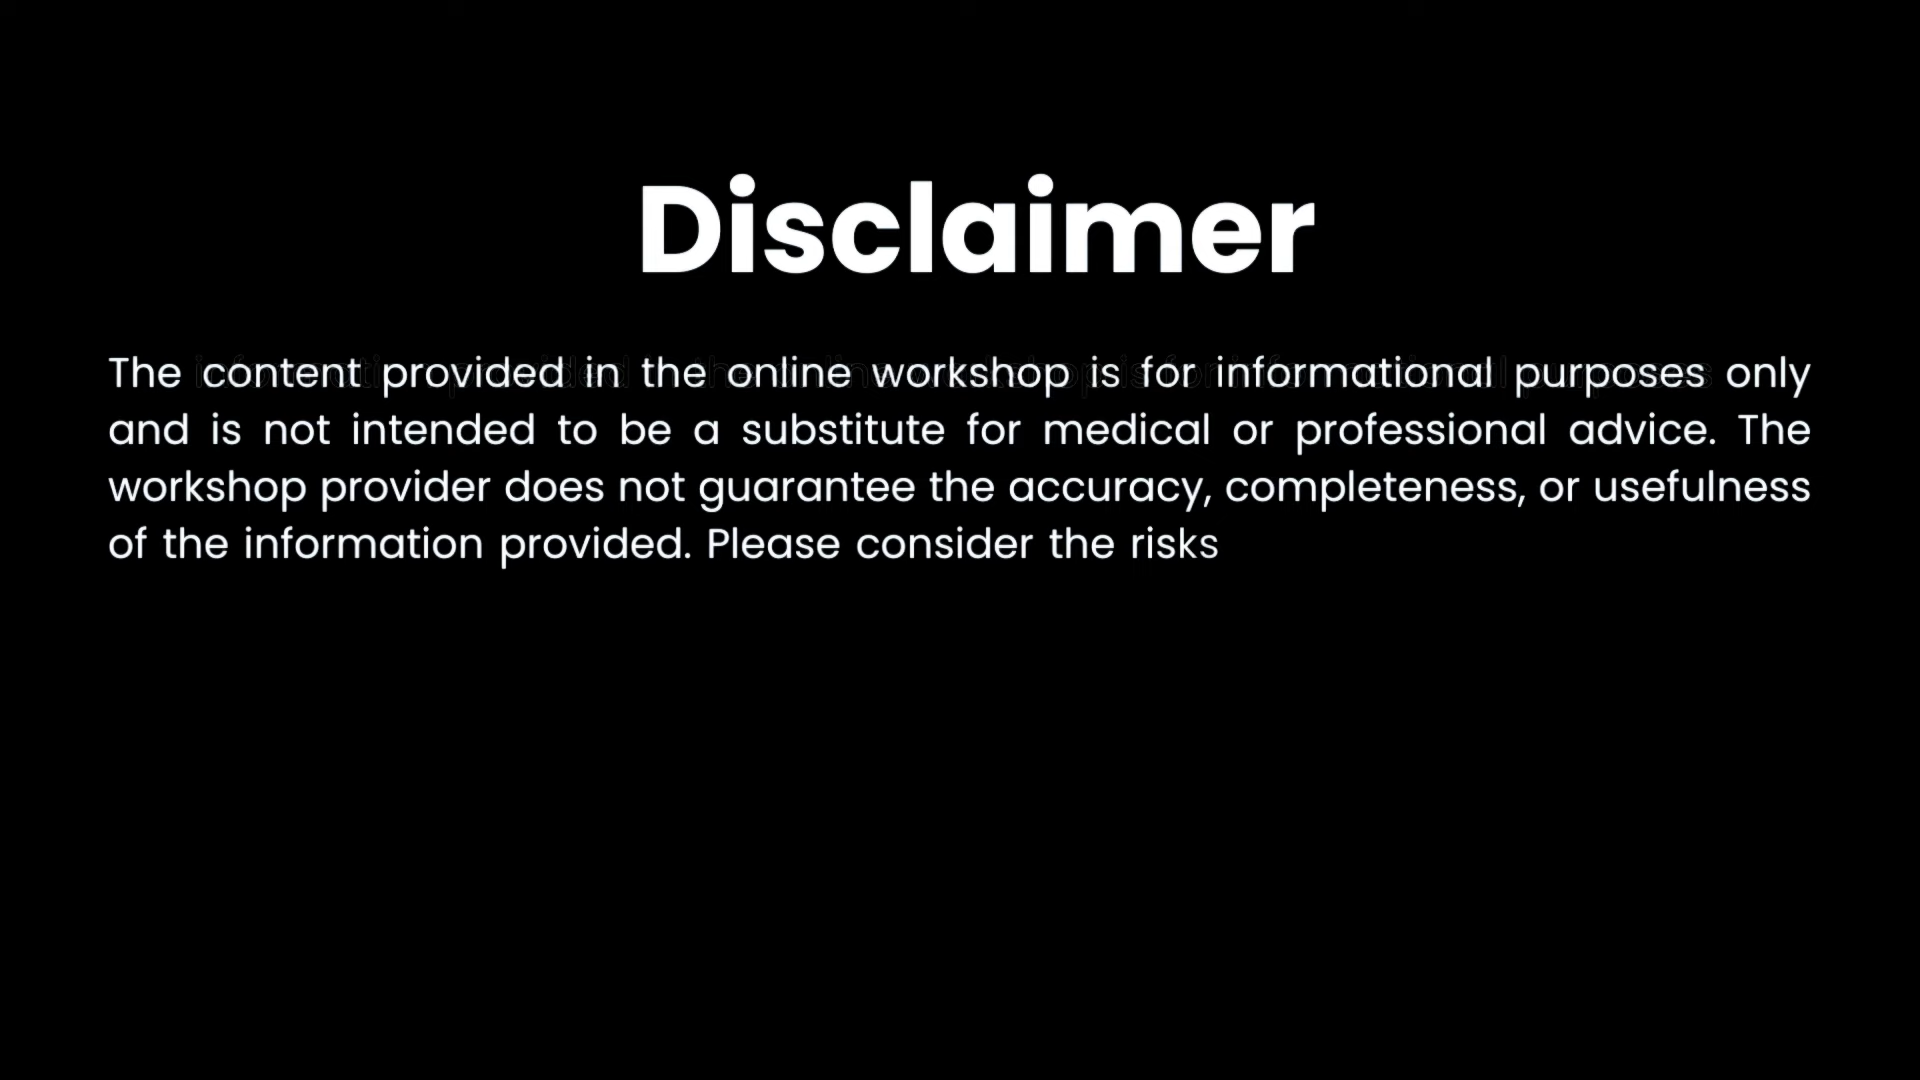 Disclaimer
The content provided in the online workshop is for informational purposes only
and is not intended to be a substitute for medical or professional advice. The
workshop provider does not guarantee the accuracy, completeness, or usefulness
of the information provided. Please consider the risks